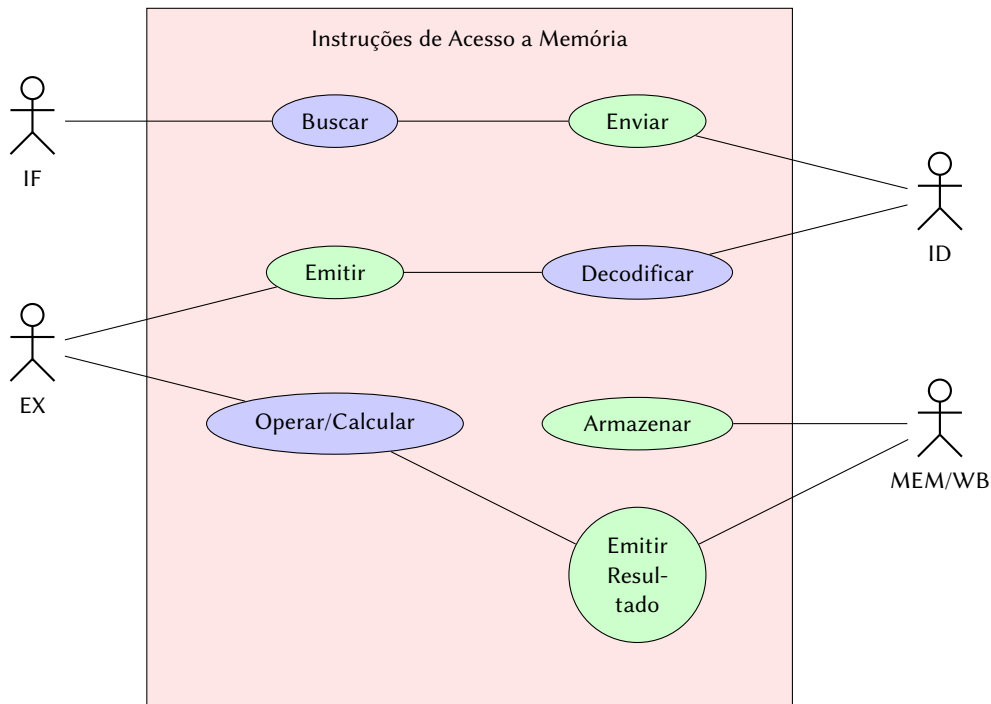 Instruções de Acesso a Memória
IF
Buscar
Enviar
ID
Emitir
Decodificar
EX
Operar/Calcular
Armazenar
MEM/WB
Emitir
Resul-
tado